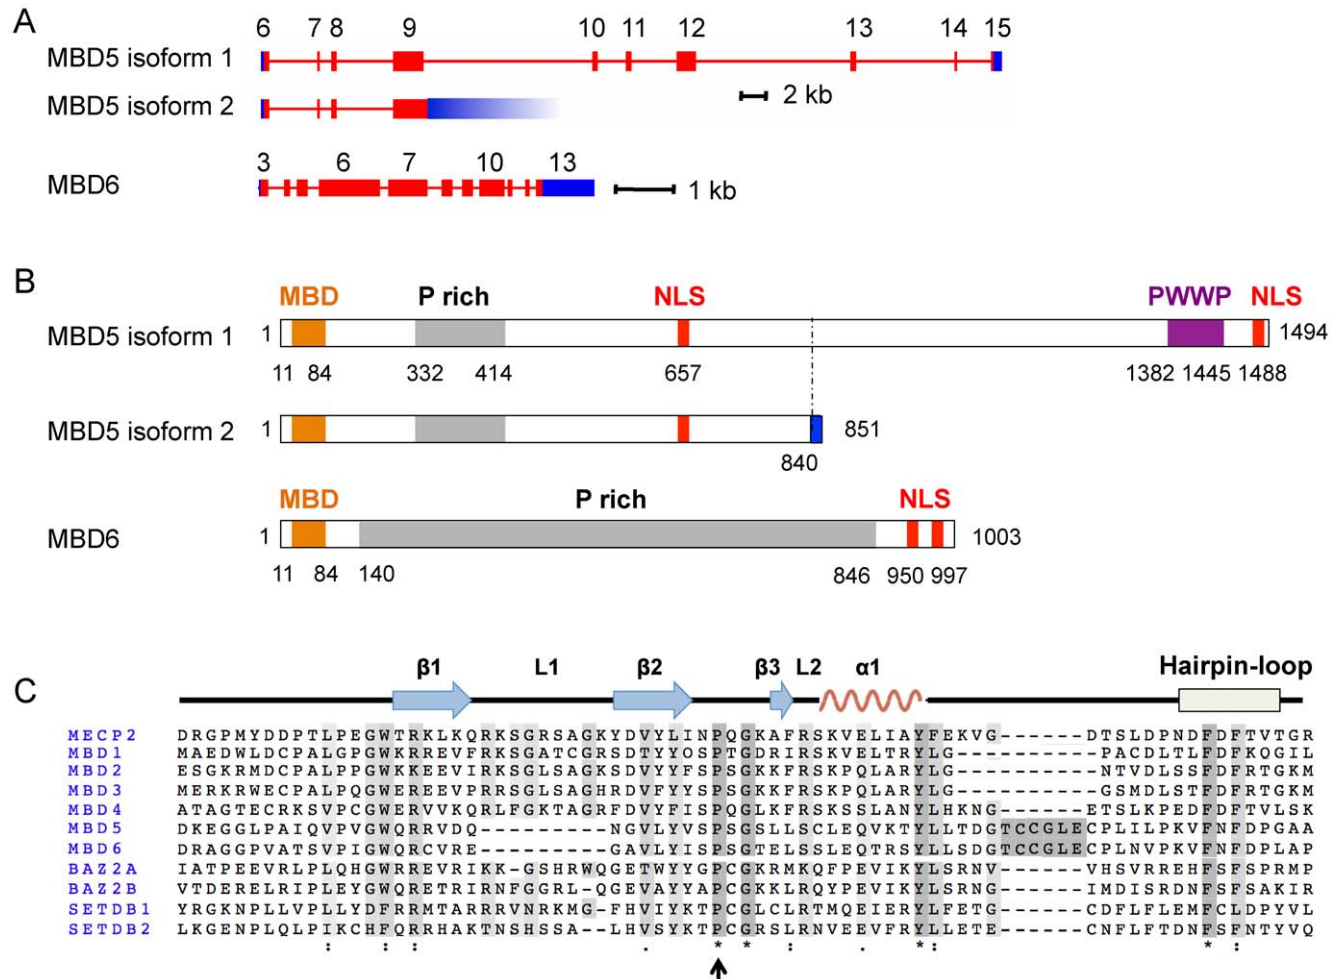 A
6 7 8 9 10 11 12 13 14 15
MBD5 isoform 1
2 kb
MBD5 isoform 2
3 6 7 10 13
MBD6
1 kb
B
MBD P rich NLS PWWP NLS
MBD5 isoform 1 1 1494
11 84 332 414 657 1382 1445 1488
MBD5 isoform 2 1 851
840
MBD P rich NLS
MBD6 1 1003
11 84 140 846 950 997
C
β1 L1 β2 β3 L2 α1 Hairpin-loop
MECP2 DRGPMYDDPTLPEGWTRKLKQRKSGRSAGKYDVYLINPQGKAFRSKVELIAYFEKVG------DTSLDPNDFDFTVTGR
MBD1 MAEDWLDCPALGPGWKRREVFRKSGATCGRSDTYYQSPTGDRIRSKVELTRYLG----------PACDLTLFDFKQGIL
MBD2 ESGKRMDCPALPPGWKKEEVIRKSGLSAGKSDVYYFSPSGKKFRSKPQLARYLG----------NTVDLSSFDFRTGKM
MBD3 MERKRWECPALPQGWEREEVPRRSGLSAGHRDVFYYSPSGKKFRSKPQLARYLG----------GSMDLSTFDFRTGKM
MBD4 ATAGTECRKSVPCGWERVVKQRLFGKTAGRFDVYFISPQGLKFRSKSSLANYLHKNG------ETSLKPEDFDFTVLSK
MBD5 DKEGGLPAIQVPVGWQRRVDQ---------NGVLYVSPSGSLLSCLEQVKTYLLTDGTCCGLECPLILPKVFNFDPGAA
MBD6 DRAGGPVATSVPIGWQRCVRE---------GAVLYISPSGTELSSLEQTRSYLLSDGTCCGLECPLNVPKVFNFDPLAP
BAZ2A IATPEEVRLPLQHGWRREVRIKK-GSHRWQGETWYYGPCGKRMKQFPEVIKYLSRNV-------LDTSLSNFSFSPRMP
BAZ2B VTDERELRIPLEYGWQRETRIRNFGGRL-QGEVAYYAPCGKKLRQYPEVIKYLSRNG------IMDISRDNFSFSAKIR
SETDB1 YRGKNPLLVPLLYDFRRMTARRRVNRKMG-FHVIYKTPCGLCLRTMQEIERYLFETG------CDFLFLEMFCLDPYVL
SETDB2 LKGENPLQLPIKCHFQRRHAKTNSHSSA--LHVSYKTPCGRSLRNVEEVFRYLLETE------CNFLFTDNFSFNTYVQ
: : : . * * : . * : * :